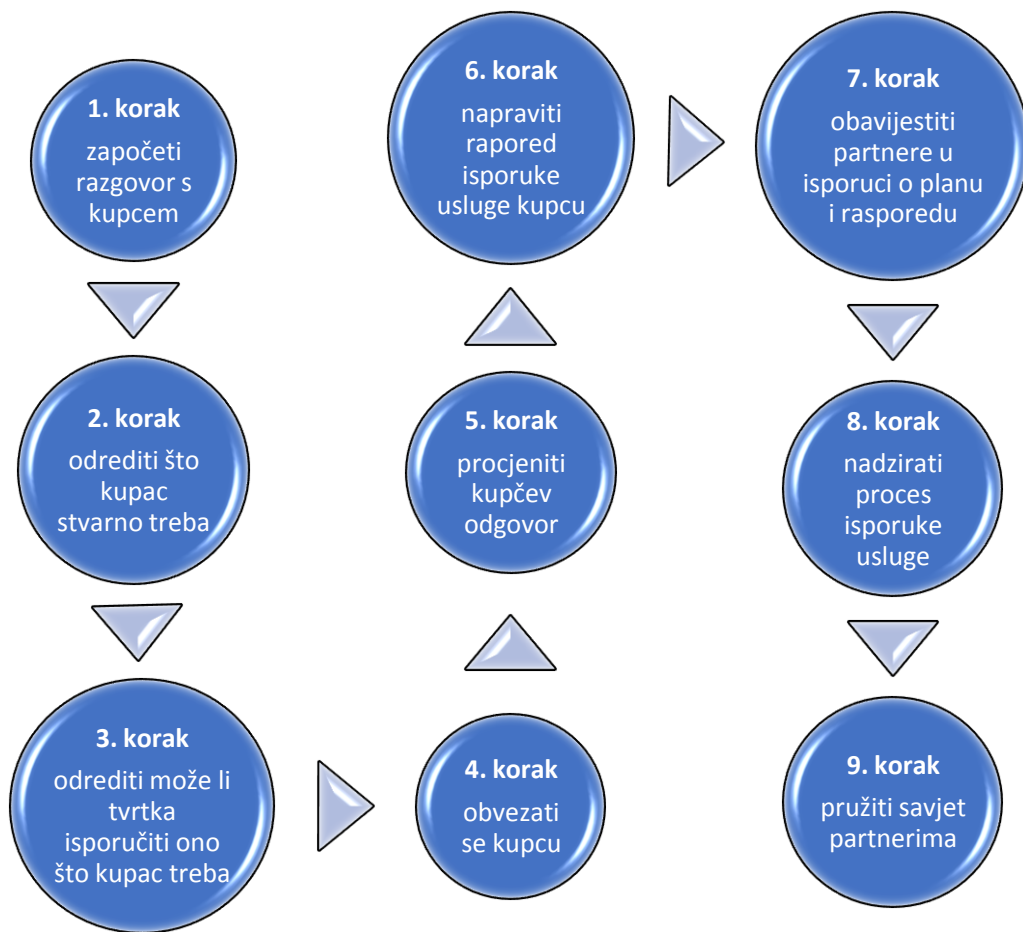 1. korak
započeti
razgovor s
kupcem
2. korak
odrediti što
kupac
stvarno treba
3. korak
odrediti može li
tvrtka
isporučiti ono
što kupac treba
4. korak
obvezati
se kupcu
5. korak
procjeniti
kupčev
odgovor
6. korak
napraviti
rapored
isporuke
usluge kupcu
7. korak
obavijestiti
partnere u
isporuci o planu
i rasporedu
8. korak
nadzirati
proces
isporuke
usluge
9. korak
pružiti savjet
partnerima